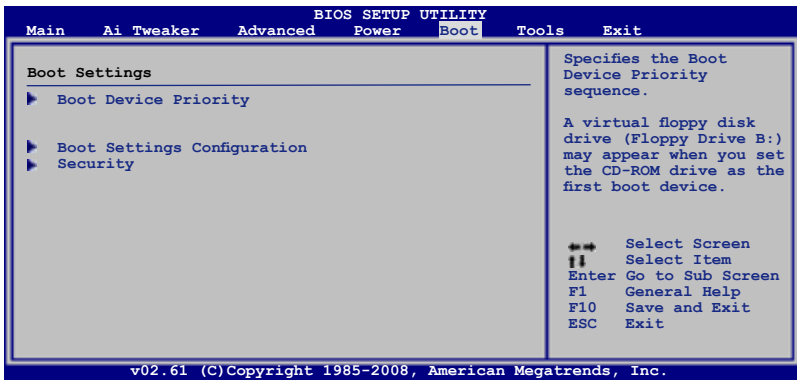 BIOS SETUP UTILITY
Main Ai Tweaker Advanced Power Boot Tools Exit
Boot Settings
Boot Device Priority
Boot Settings Configuration
Security
Specifies the Boot
Device Priority
sequence.
A virtual floppy disk
drive (Floppy Drive B:)
may appear when you set
the CD-ROM drive as the
first boot device.
Select Screen
Select Item
Enter Go to Sub Screen
F1 General Help
F10 Save and Exit
ESC Exit
v02.61 (C)Copyright 1985-2008, American Megatrends, Inc.